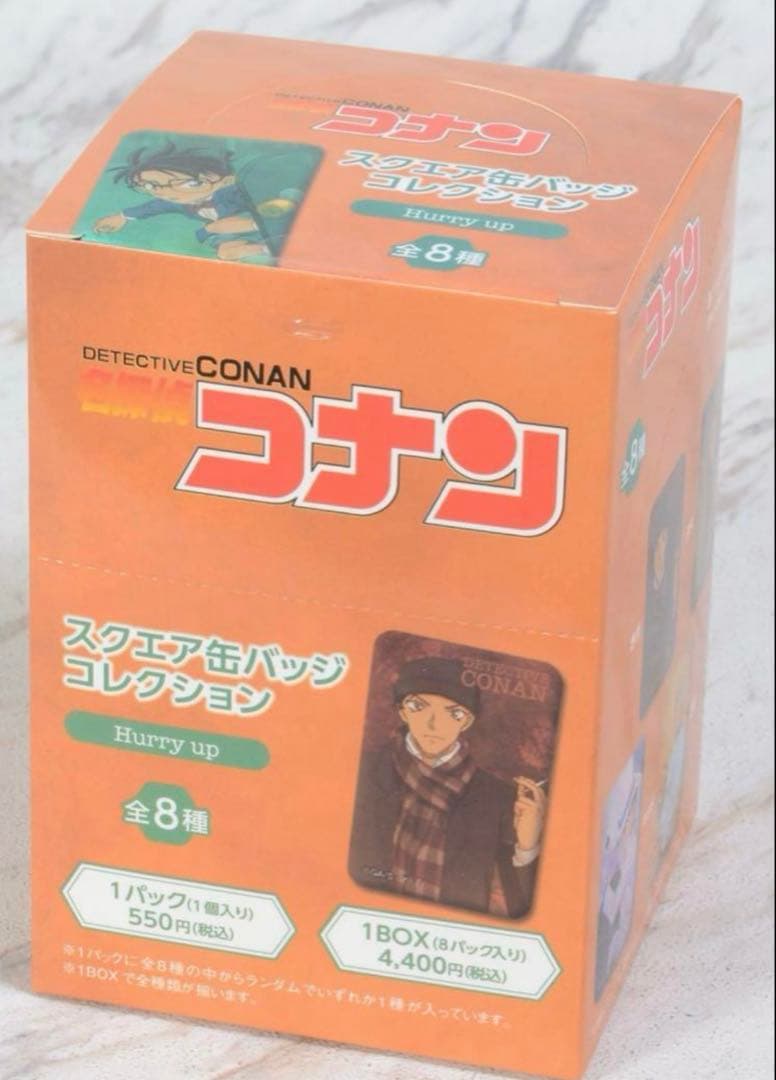 DETECTIVE CONAN
コナン
スクエア缶バッジ
コレクション
Hurry up
全8種
コナン
全8種
DETECTIVE CONAN
名探偵
コナン
スクエア缶バッジ
コレクション
Hurry up
全8種
DETECTIVE
CONAN
1パック(1個入り)
550円(税込)
1BOX(8パック入り)
4,400円(税込)
※1パックに全8種の中からランダムでいずれか1種が入っています。
※1BOXで全種類が揃います。